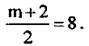 (m+2)/2 = 8.